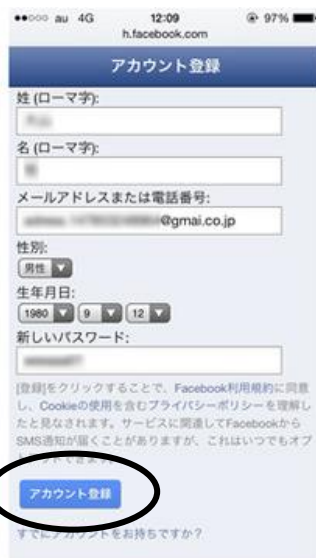 au 4G 12:09 97%
h.facebook.com
アカウント登録
姓 (ローマ字):
名 (ローマ字):
メールアドレスまたは電話番号:
@gmai.co.jp
性別:
男性
生年月日:
1980 9 12
新しいパスワード:
[登録]をクリックすることで、Facebook利用規約に同意
し、Cookieの使用を含むプライバシーポリシーを理解し
たと見なされます。サービスに関連してFacebookから
SMS通知が届くことがありますが、これはいつでもオプ
アカウント登録
すでにアカウントをお持ちですか？